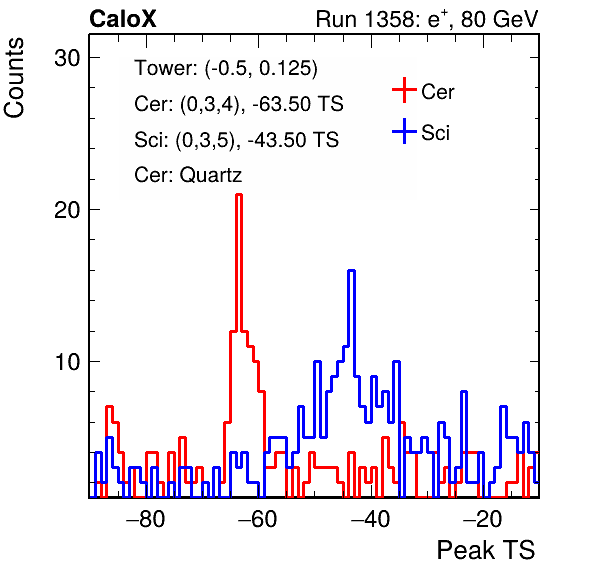 CaloX Run 1358: e⁺, 80 GeV
Counts
30
20
10
Tower: (-0.5, 0.125)
Cer: (0,3,4), -63.50 TS
Sci: (0,3,5), -43.50 TS
Cer: Quartz
Cer
Sci
−80 −60 −40 −20
Peak TS